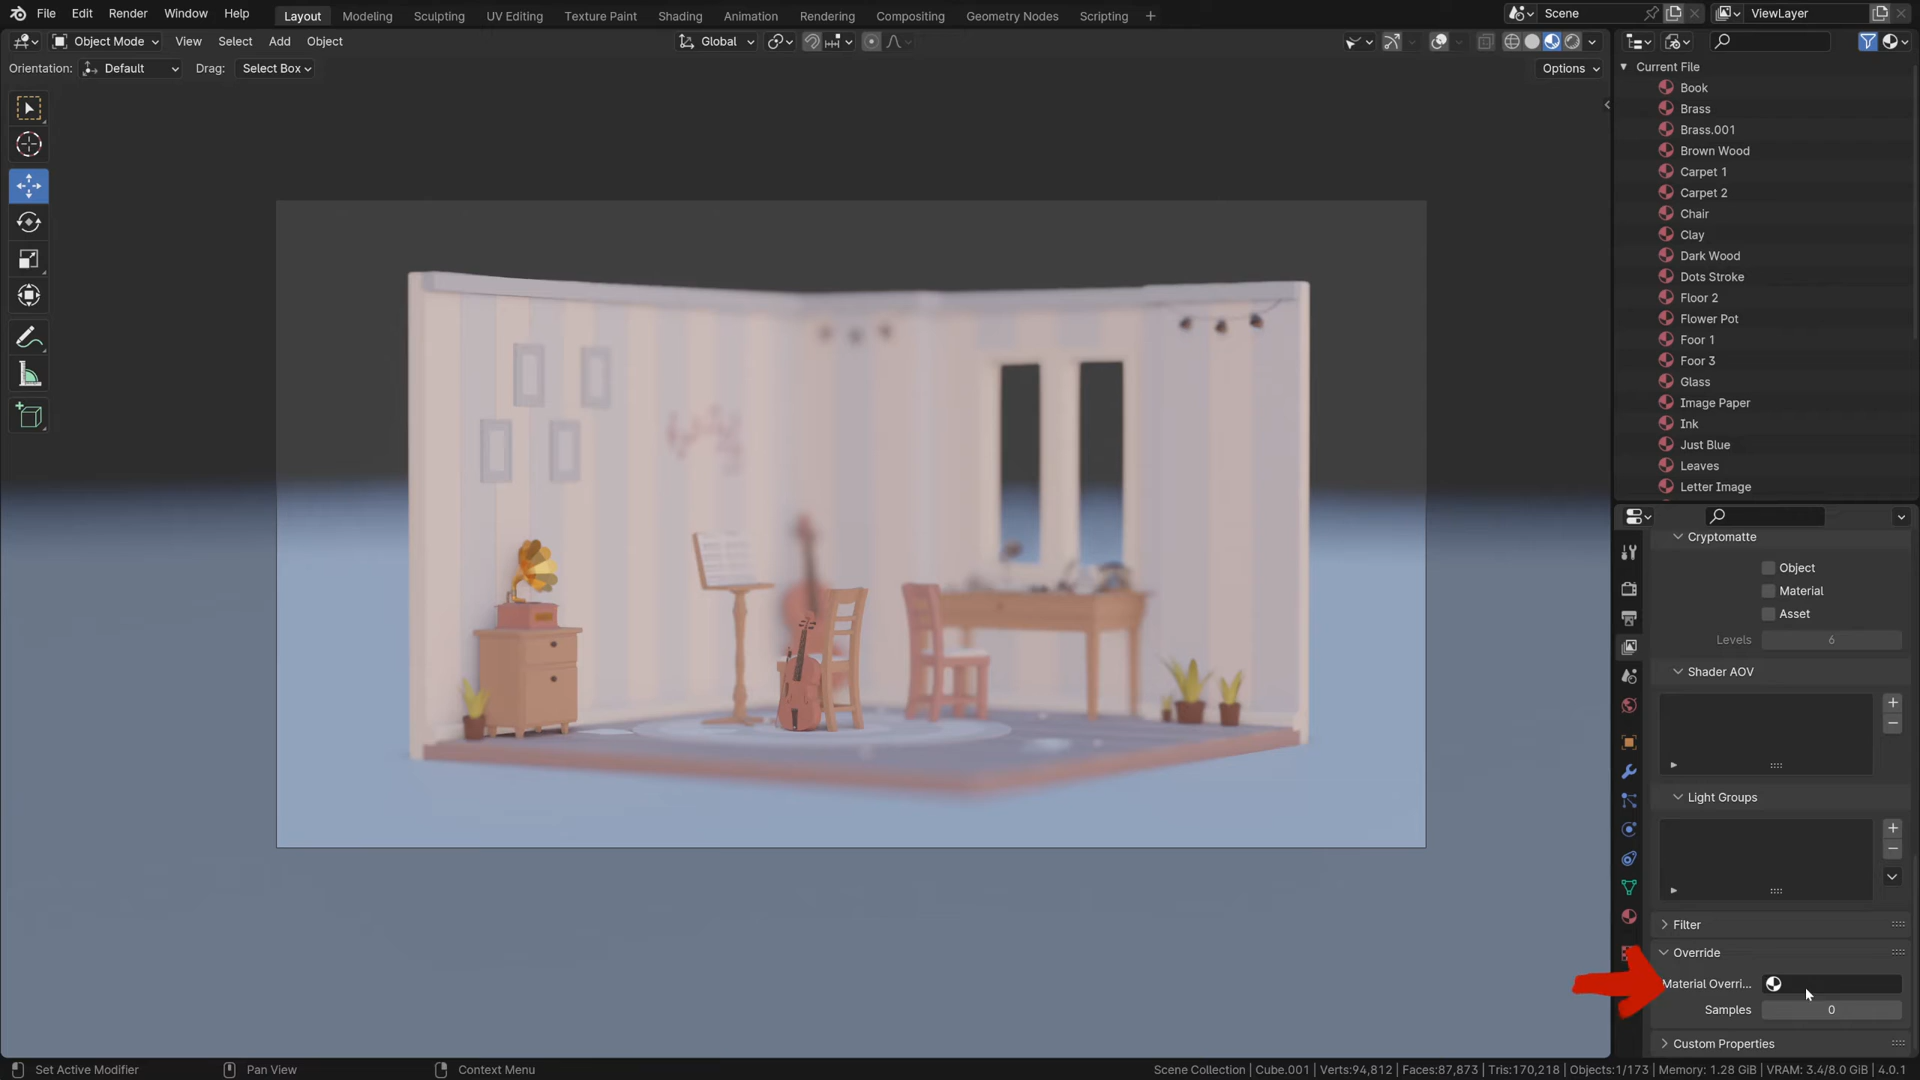 File Edit Render Window Help Layout Modeling Sculpting UV Editing Texture Paint Shading Animation Rendering Compositing Geometry Nodes Scripting Scene ViewLayer
Object Mode View Select Add Object Global
Orientation: Default Drag: Select Box Options
Current File
Book
Brass
Brass.001
Brown Wood
Carpet 1
Carpet 2
Chair
Clay
Dark Wood
Dots Stroke
Floor 2
Flower Pot
Foor 1
Foor 3
Glass
Image Paper
Ink
Just Blue
Leaves
Letter Image
Cryptomatte
Object
Material
Asset
Levels 6
Shader AOV
Light Groups
Filter
Override
Material Overri...
Samples 0
Custom Properties
Set Active Modifier Pan View Context Menu Scene Collection | Cube.001 | Verts:94,812 | Faces:87,873 | Tris:170,218 | Objects:1/173 | Memory: 1.28 GiB | VRAM: 3.4/8.0 GiB | 4.0.1